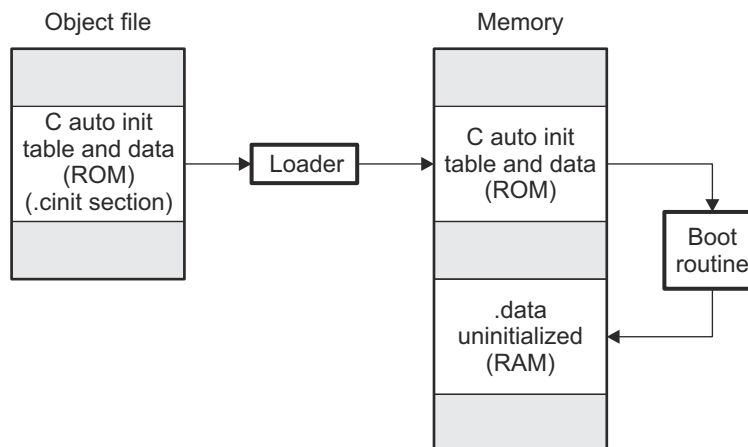 Object file
Memory
C auto init
table and data
(ROM)
(.cinit section)
Loader
C auto init
table and data
(ROM)
Boot
routine
.data
uninitialized
(RAM)